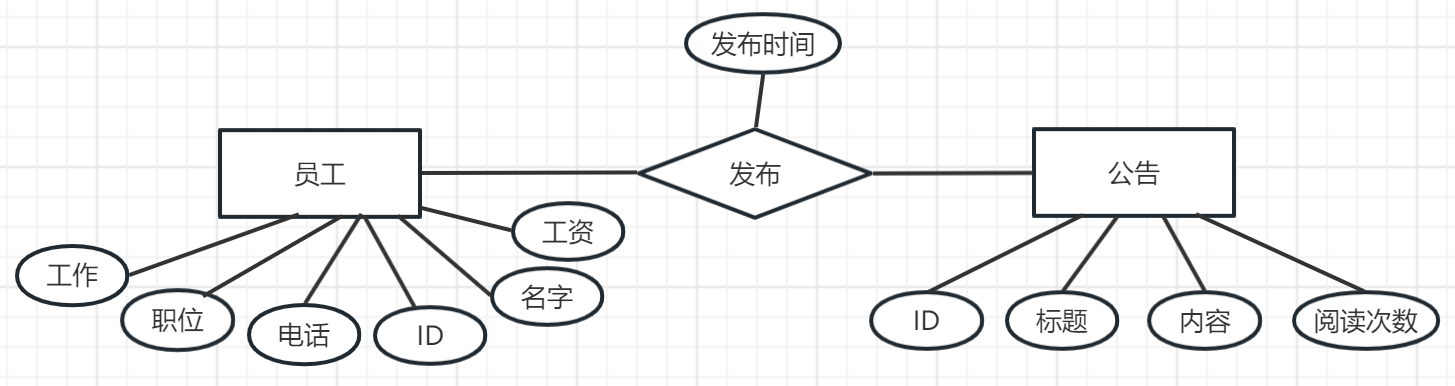 发布时间
员工
发布
公告
工资
工作
名字
职位
电话
ID
ID
标题
内容
阅读次数